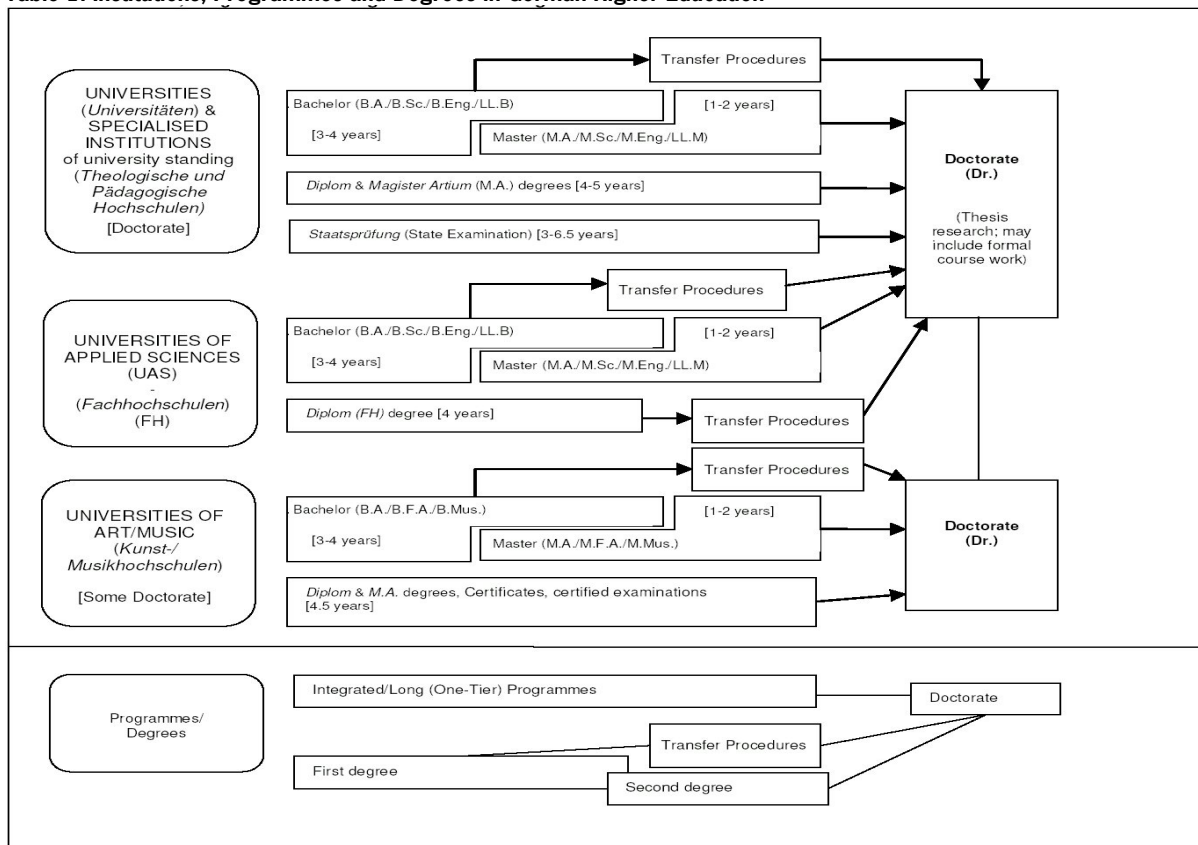 Transfer Procedures
UNIVERSITIES
(Universitäten) &
SPECIALISED
INSTITUTIONS
of university standing
(Theologische und
Pädagogische
Hochschulen)
[Doctorate]
Bachelor (B.A./B.Sc./B.Eng./LL.B)
[3-4 years]
[1-2 years]
Master (M.A./M.Sc./M.Eng./LL.M)
Diplom & Magister Artium (M.A.) degrees [4-5 years]
Staatsprüfung (State Examination) [3-6.5 years]
Doctorate
(Dr.)
(Thesis
research; may
include formal
course work)
Transfer Procedures
UNIVERSITIES OF
APPLIED SCIENCES
(UAS)
-
(Fachhochschulen)
(FH)
Bachelor (B.A./B.Sc./B.Eng./LL.B)
[3-4 years]
[1-2 years]
Master (M.A./M.Sc./M.Eng./LL.M)
Diplom (FH) degree [4 years]
Transfer Procedures
Transfer Procedures
UNIVERSITIES OF
ART/MUSIC
(Kunst-/
Musikhochschulen)
[Some Doctorate]
Bachelor (B.A./B.F.A./B.Mus.)
[3-4 years]
[1-2 years]
Master (M.A./M.F.A./M.Mus.)
Diplom & M.A. degrees, Certificates, certified examinations
[4.5 years]
Doctorate
(Dr.)
Programmes/
Degrees
Integrated/Long (One-Tier) Programmes
Doctorate
Transfer Procedures
First degree
Second degree